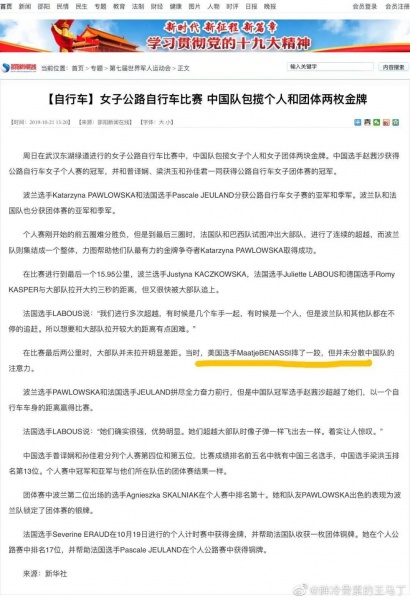 首页 新闻 邵阳 民情 民生 专题 教育 法制 财经 健康 图片 人物 时评 日报 晚报
会员登录 会员注册
新时代 新征程 新篇章
学习贯彻党的十九大精神
当前位置：首页 > 专题 > 第七届世界军人运动会 > 正文
输入关键字
【自行车】女子公路自行车比赛 中国队包揽个人和团体两枚金牌
【时间：2019-10-21 11:20】 【来源：邵阳新闻在线】 【字体：大 小】
周日在武汉东湖绿道进行的女子公路自行车比赛中，中国队包揽女子个人和女子团体两块金牌。中国选手赵茜沙获得公路自行车女子个人赛的冠军，并和普译娴、梁洪玉和孙佳君一同获得公路自行车女子团体赛的冠军。
波兰选手Katarzyna PAWLOWSKA和法国选手Pascale JEULAND分获公路自行车女子赛的亚军和季军。波兰队和法国队也分获团体赛的亚军和季军。
个人赛开始的前五圈难分胜负，但是到最后三圈时，法国队和巴西队试图冲出大部队，进行了连续的超越，而波兰队则集结成一个整体，力图帮助他们队最有力的金牌争夺者Katarzyna PAWLOWSKA取得成功。
在比赛进行到最后一个15.95公里，波兰选手Justyna KACZKOWSKA，法国选手Juliette LABOUS和德国选手Romy KASPER与大部队拉开大约三秒的距离，但又很快被大部队追上。
法国选手LABOUS说："我们进行多次超越，有时候是几个车手一起，有时候是一个人，但是波兰队和其他队都在不停的追赶。所以想要和大部队拉开较大的距离有点困难。"
在比赛最后两公里时，大部队并未拉开明显差距。当时，美国选手MaatjeBENASSI摔了一跤，但并未分散中国队的注意力。
波兰选手PAWLOWSKA和法国选手JEULAND拼尽全力奋力前行，但是中国队冠军选手赵茜沙超越了她们，以一个自行车车身的距离赢得比赛。
法国选手LABOUS说："她们确实很强，优势明显。她们超越大部队时像子弹一样飞出去一样。着实让人惊叹。"
中国选手普译娴和孙佳君分列个人赛第四位和第五位，比赛成绩排名前五名中就有中国三名选手，中国选手梁洪玉排名第13位。个人赛中冠军和亚军与他们所在队伍的团体赛结果一样。
团体赛中波兰第二位出场的选手Agnieszka SKALNIAK在个人赛中排名第十。她和队友PAWLOWSKA出色的表现为波兰队锁定了团体赛的银牌。
法国选手Severine ERAUD在10月19日进行的个人计时赛中获得金牌，并帮助法国队收获一枚团体铜牌。她在个人公路赛中排名17位，并帮助法国选手Pascale JEULAND在个人公路赛中获得铜牌。
来源：新华社